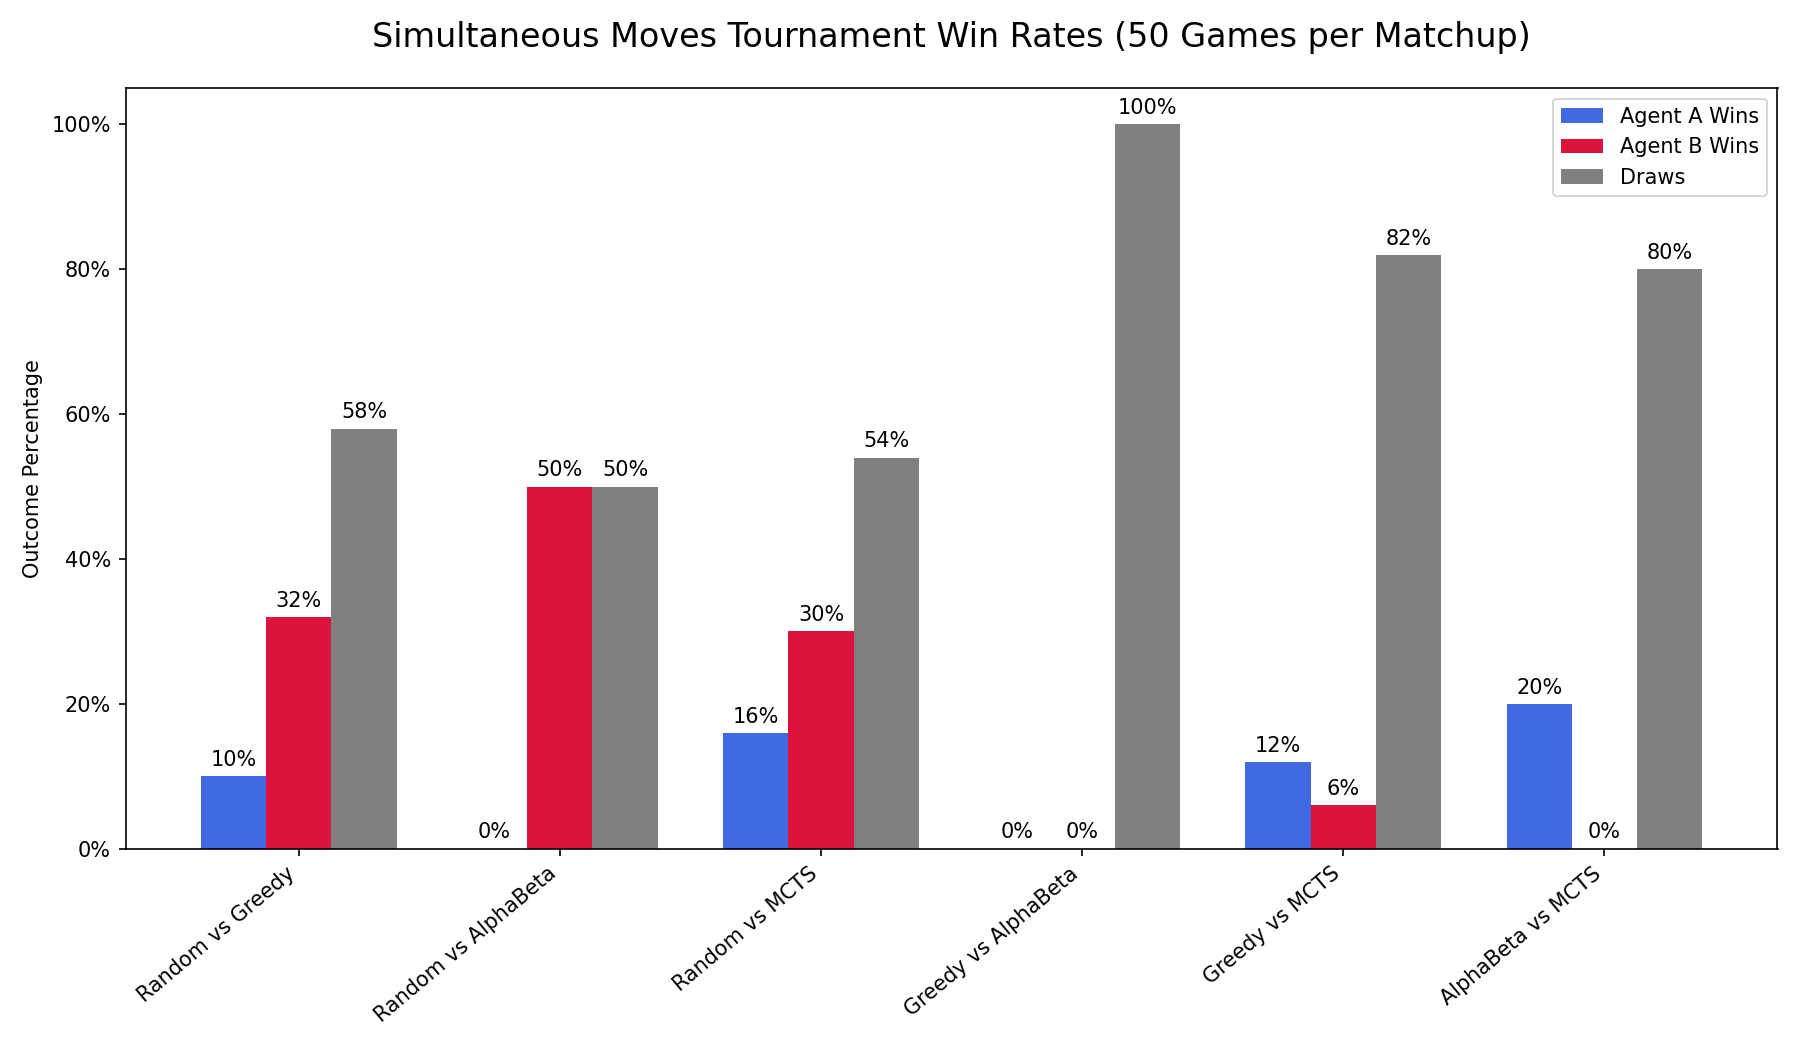 Simultaneous Moves Tournament Win Rates (50 Games per Matchup)
Agent A Wins
Agent B Wins
Draws
Outcome Percentage
100%
80%
60%
40%
20%
0%
10%
32%
58%
0%
50%
50%
16%
30%
54%
0%
0%
100%
12%
6%
82%
20%
0%
80%
Random vs Greedy
Random vs AlphaBeta
Random vs MCTS
Greedy vs AlphaBeta
Greedy vs MCTS
AlphaBeta vs MCTS